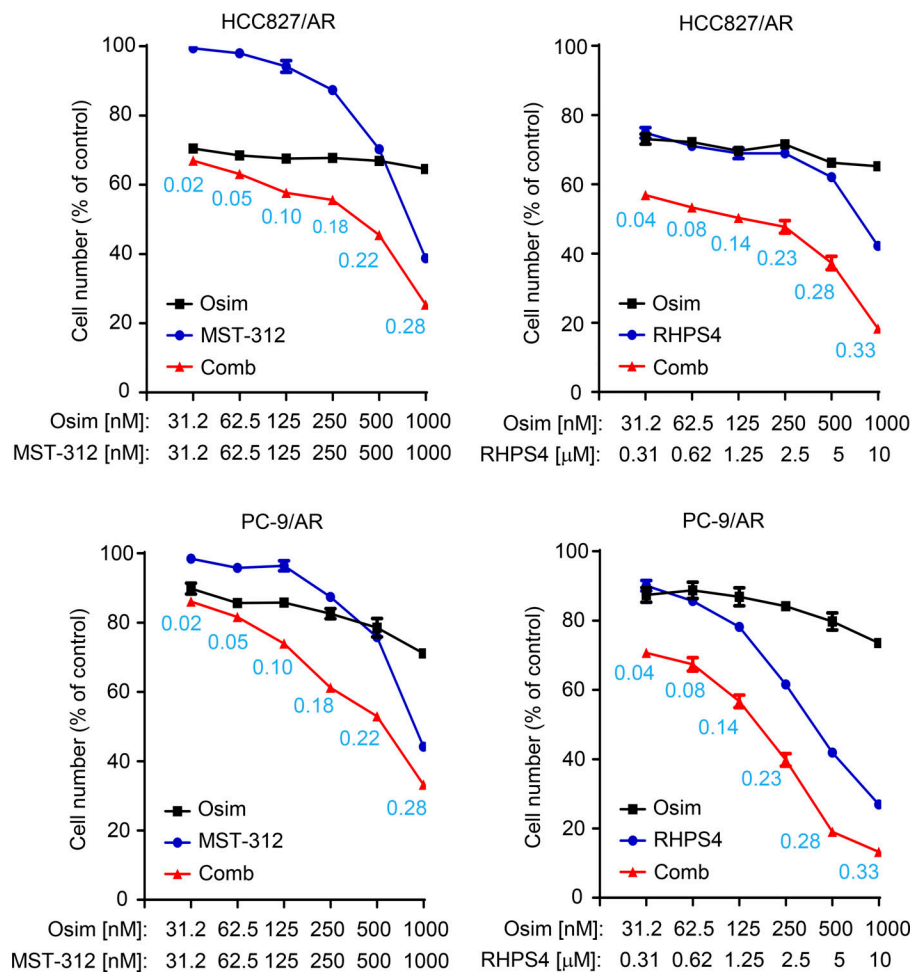 HCC827/AR
Cell number (% of control)
100
80
60
40
20
0
0.02
0.05
0.10
0.18
0.22
0.28
Osim
MST-312
Comb
Osim [nM]: 31.2 62.5 125 250 500 1000
MST-312 [nM]: 31.2 62.5 125 250 500 1000
HCC827/AR
Cell number (% of control)
100
80
60
40
20
0
0.04
0.08
0.14
0.23
0.28
0.33
Osim
RHPS4
Comb
Osim [nM]: 31.2 62.5 125 250 500 1000
RHPS4 [μM]: 0.31 0.62 1.25 2.5 5 10
PC-9/AR
Cell number (% of control)
100
80
60
40
20
0
0.02
0.05
0.10
0.18
0.22
0.28
Osim
MST-312
Comb
Osim [nM]: 31.2 62.5 125 250 500 1000
MST-312 [nM]: 31.2 62.5 125 250 500 1000
PC-9/AR
Cell number (% of control)
100
80
60
40
20
0
0.04
0.08
0.14
0.23
0.28
0.33
Osim
RHPS4
Comb
Osim [nM]: 31.2 62.5 125 250 500 1000
RHPS4 [μM]: 0.31 0.62 1.25 2.5 5 10